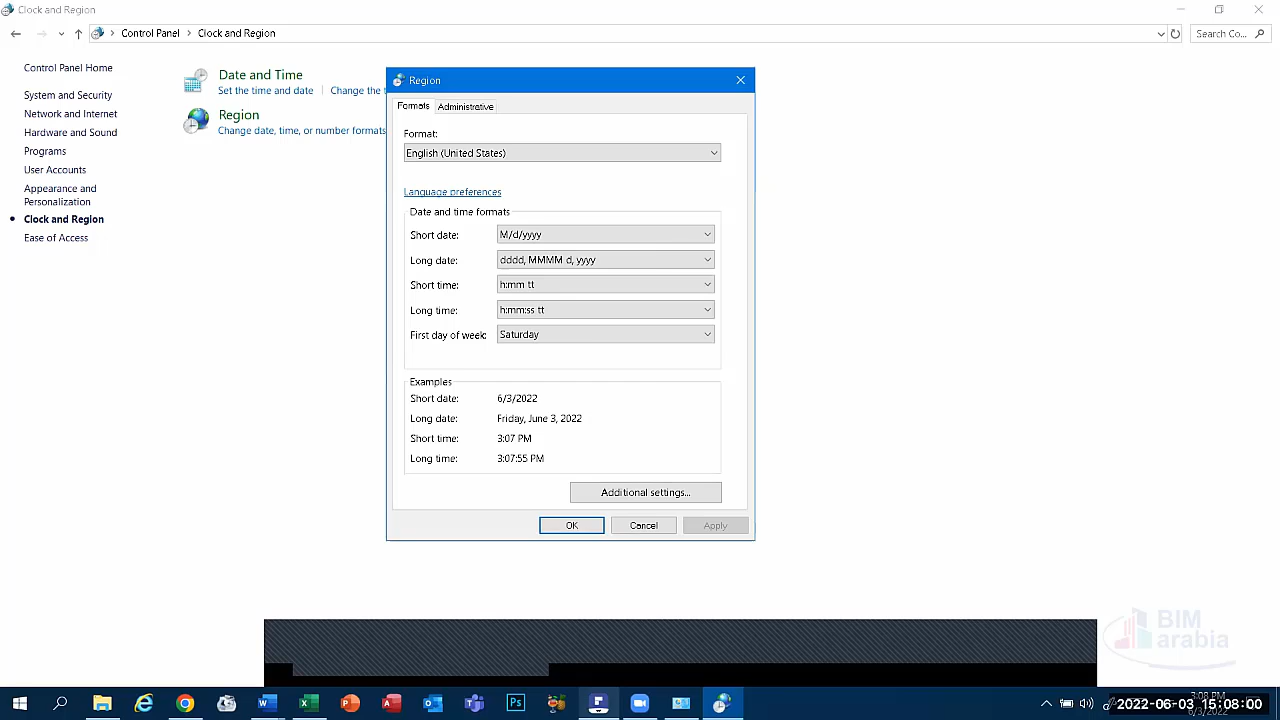 Clock and Region
Control Panel
Clock and Region
Search Co...
Control Panel Home
System and Security
Network and Internet
Hardware and Sound
Programs
User Accounts
Appearance and
Personalization
Clock and Region
Ease of Access
Date and Time
Set the time and date
Change the t
Region
Change date, time, or number formats
Region
Formats
Administrative
Format:
English (United States)
Language preferences
Date and time formats
Short date:
M/d/yyyy
Long date:
dddd, MMMM d, yyyy
Short time:
h:mm tt
Long time:
h:mm:ss tt
First day of week:
Saturday
Examples
Short date:
6/3/2022
Long date:
Friday, June 3, 2022
Short time:
3:07 PM
Long time:
3:07:55 PM
Additional settings...
OK
Cancel
Apply
BIM
arabia
3:08 PM
2022-06-03 15:08:00
6/3/2022